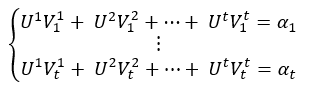 U¹V₁¹ + U²V₁² + ⋯ + UᵗV₁ᵗ = α₁
⋮
U¹Vₜ¹ + U²Vₜ² + ⋯ + UᵗVₜᵗ = αₜ